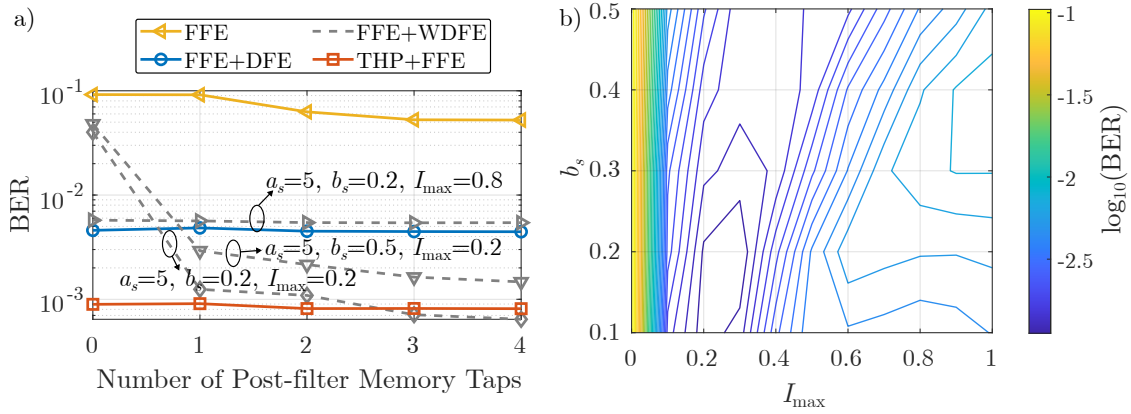 a)
FFE
FFE+WDFE
FFE+DFE
THP+FFE
10^{-1}
10^{-2}
10^{-3}
BER
a_s=5, b_s=0.2, I_max=0.8
a_s=5, b_s=0.5, I_max=0.2
a_s=5, b_s=0.2, I_max=0.2
0 1 2 3 4
Number of Post-filter Memory Taps
b)
0.5
0.4
0.3
0.2
0.1
b_s
0 0.2 0.4 0.6 0.8 1
I_max
-1
-1.5
-2
-2.5
log_10(BER)